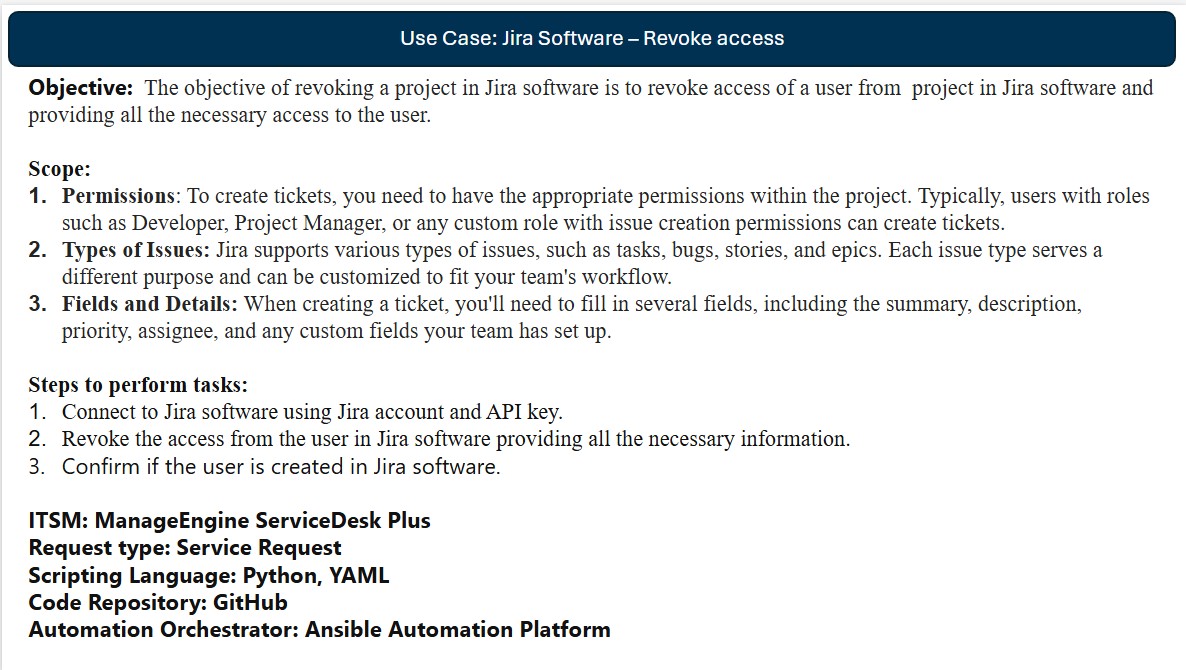 Use Case: Jira Software – Revoke access
Objective:  The objective of revoking a project in Jira software is to revoke access of a user from  project in Jira software and
providing all the necessary access to the user.
Scope:
1. Permissions: To create tickets, you need to have the appropriate permissions within the project. Typically, users with roles
such as Developer, Project Manager, or any custom role with issue creation permissions can create tickets.
2. Types of Issues: Jira supports various types of issues, such as tasks, bugs, stories, and epics. Each issue type serves a
different purpose and can be customized to fit your team's workflow.
3. Fields and Details: When creating a ticket, you'll need to fill in several fields, including the summary, description,
priority, assignee, and any custom fields your team has set up.
Steps to perform tasks:
1. Connect to Jira software using Jira account and API key.
2. Revoke the access from the user in Jira software providing all the necessary information.
3. Confirm if the user is created in Jira software.
ITSM: ManageEngine ServiceDesk Plus
Request type: Service Request
Scripting Language: Python, YAML
Code Repository: GitHub
Automation Orchestrator: Ansible Automation Platform